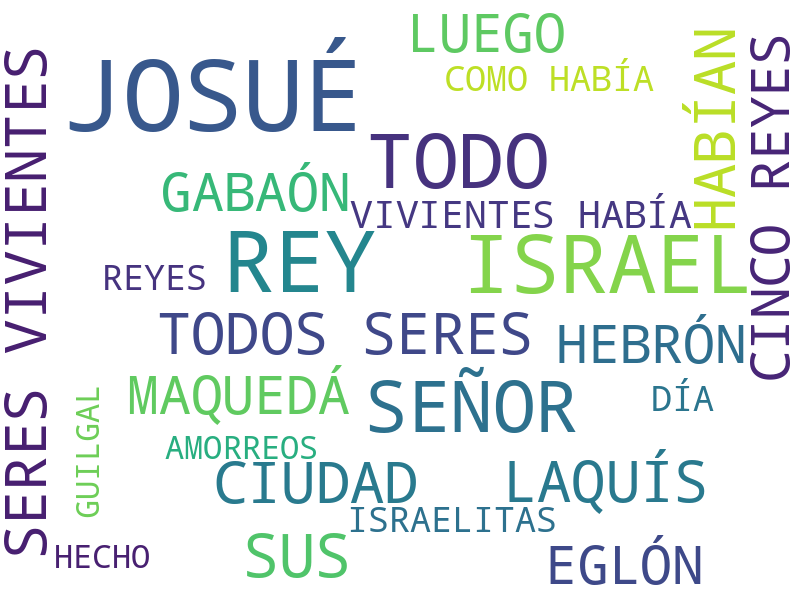 LUEGO
COMO HABÍA
JOSUÉ
TODO
HABÍAN
CINCO REYES
SERES VIVIENTES
GABAÓN
VIVIENTES HABÍA
REY
ISRAEL
REYES
TODOS SERES
HEBRÓN
MAQUEDÁ
SEÑOR
DÍA
GUILGAL
AMORREOS
CIUDAD
LAQUÍS
ISRAELITAS
HECHO
SUS
EGLÓN